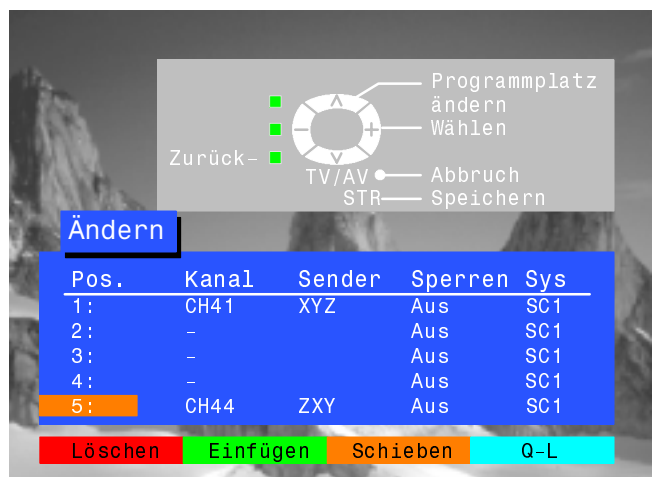 Programmplatz
ändern
Wählen
Zurück–
TV/AV Abbruch
STR Speichern
Ändern
Pos. Kanal Sender Sperren Sys
1: CH41 XYZ Aus SC1
2: – Aus SC1
3: – Aus SC1
4: – Aus SC1
5: CH44 ZXY Aus SC1
Löschen Einfügen Schieben Q-L